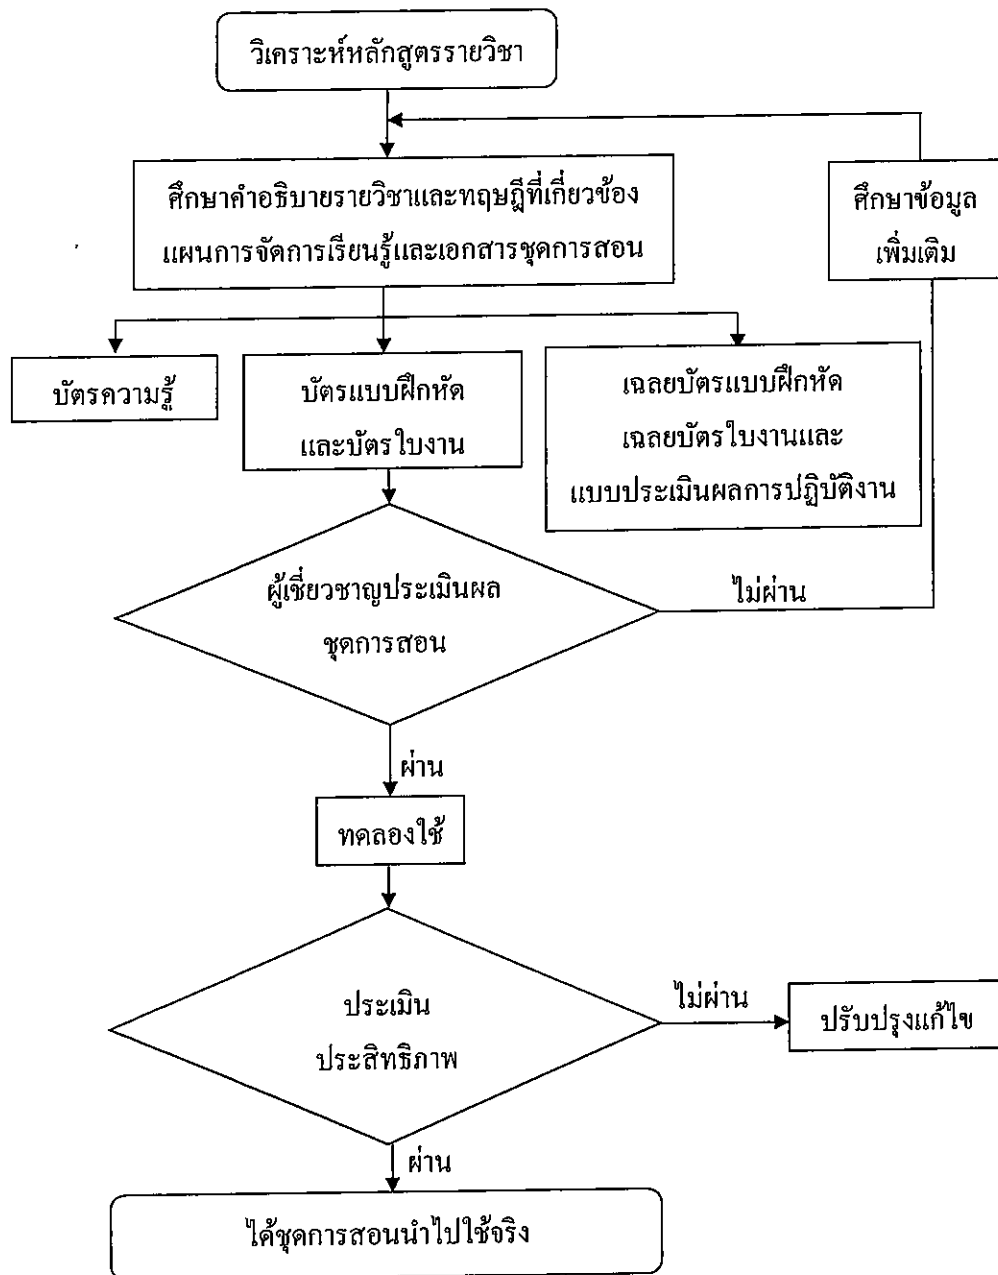 วิเคราะห์หลักสูตรรายวิชา
ศึกษาคำอธิบายรายวิชาและทฤษฎีที่เกี่ยวข้อง
แผนการจัดการเรียนรู้และเอกสารชุดการสอน
ศึกษาข้อมูล
เพิ่มเติม
บัตรความรู้
บัตรแบบฝึกหัด
และบัตรใบงาน
เฉลยบัตรแบบฝึกหัด
เฉลยบัตรใบงานและ
แบบประเมินผลการปฏิบัติงาน
ผู้เชี่ยวชาญประเมินผล
ชุดการสอน
ไม่ผ่าน
ผ่าน
ทดลองใช้
ประเมิน
ประสิทธิภาพ
ไม่ผ่าน
ปรับปรุงแก้ไข
ผ่าน
ได้ชุดการสอนนำไปใช้จริง